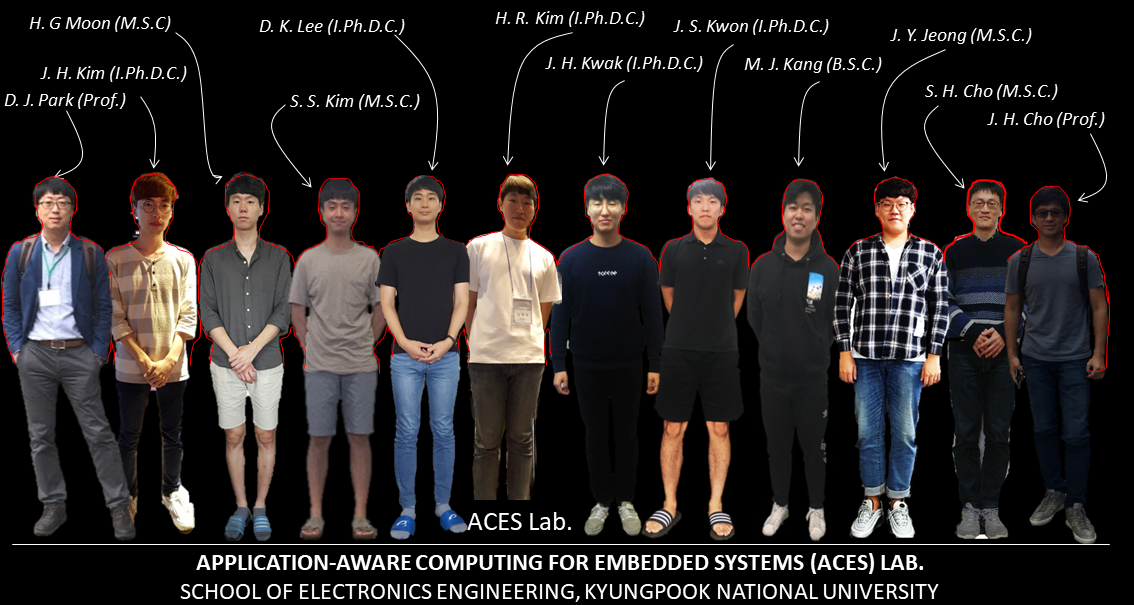 H. G Moon (M.S.C)
D. K. Lee (I.Ph.D.C.)
H. R. Kim (I.Ph.D.C.)
J. S. Kwon (I.Ph.D.C.)
J. Y. Jeong (M.S.C.)
J. H. Kim (I.Ph.D.C.)
J. H. Kwak (I.Ph.D.C.)
M. J. Kang (B.S.C.)
D. J. Park (Prof.)
S. S. Kim (M.S.C.)
S. H. Cho (M.S.C.)
J. H. Cho (Prof.)
ACES Lab.
APPLICATION-AWARE COMPUTING FOR EMBEDDED SYSTEMS (ACES) LAB.
SCHOOL OF ELECTRONICS ENGINEERING, KYUNGPOOK NATIONAL UNIVERSITY